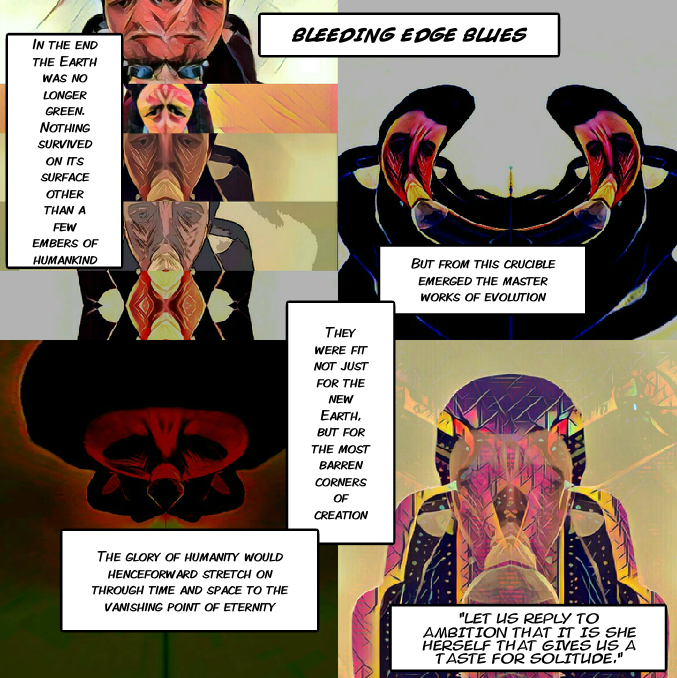 BLEEDING EDGE BLUES
IN THE END
THE EARTH
WAS NO
LONGER
GREEN.
NOTHING
SURVIVED
ON ITS
SURFACE
OTHER
THAN A
FEW
EMBERS OF
HUMANKIND
BUT FROM THIS CRUCIBLE
EMERGED THE MASTER
WORKS OF EVOLUTION
THEY
WERE FIT
NOT JUST
FOR THE
NEW
EARTH,
BUT FOR
THE MOST
BARREN
CORNERS
OF
CREATION
THE GLORY OF HUMANITY WOULD
HENCEFORWARD STRETCH ON
THROUGH TIME AND SPACE TO THE
VANISHING POINT OF ETERNITY
"LET US REPLY TO
AMBITION THAT IT IS SHE
HERSELF THAT GIVES US A
TASTE FOR SOLITUDE."